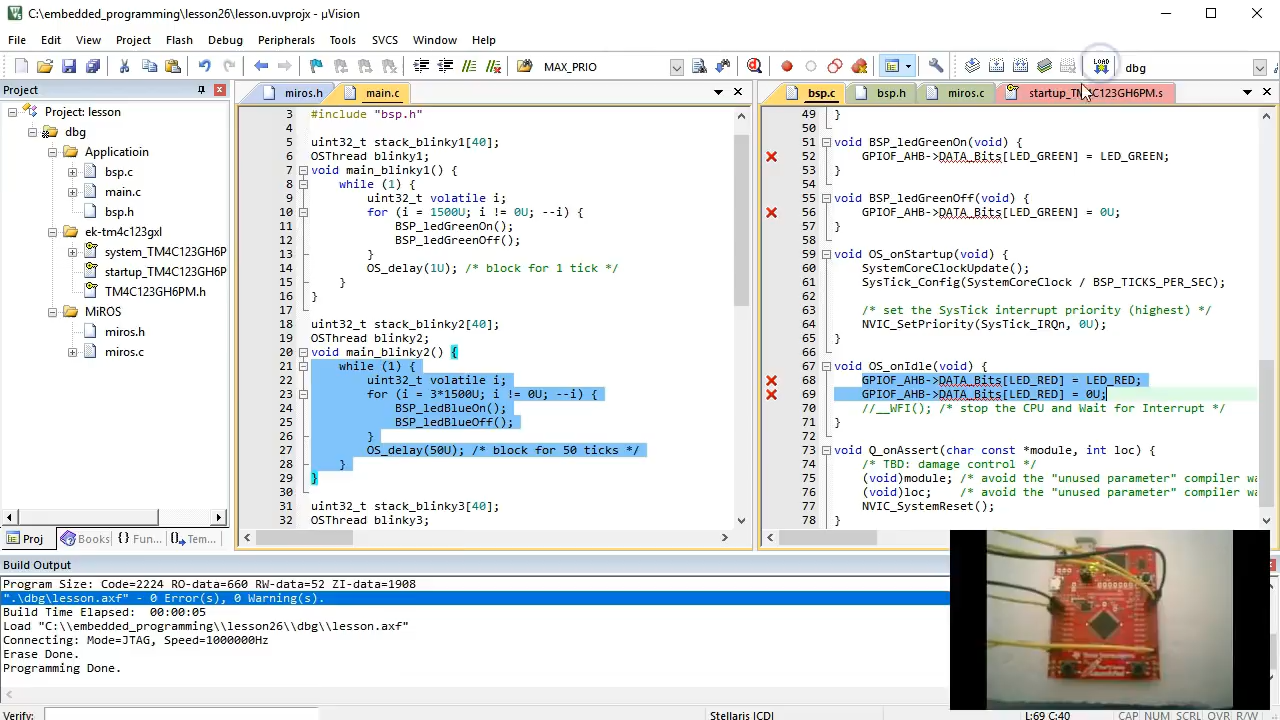 C:\embedded_programming\lesson26\lesson.uvprojx - µVision
File Edit View Project Flash Debug Peripherals Tools SVCS Window Help
MAX_PRIO
LOAD
dbg
Project
Project: lesson
dbg
Applicatioin
bsp.c
main.c
bsp.h
ek-tm4c123gxl
system_TM4C123GH6P
startup_TM4C123GH6P
TM4C123GH6PM.h
MiROS
miros.h
miros.c
Proj Books {} Fun... Tem...
miros.h main.c
3 #include "bsp.h"
4
5 uint32_t stack_blinky1[40];
6 OSThread blinky1;
7 void main_blinky1() {
8 while (1) {
9 uint32_t volatile i;
10 for (i = 1500U; i != 0U; --i) {
11 BSP_ledGreenOn();
12 BSP_ledGreenOff();
13 }
14 OS_delay(1U); /* block for 1 tick */
15 }
16 }
17
18 uint32_t stack_blinky2[40];
19 OSThread blinky2;
20 void main_blinky2() {
21 while (1) {
22 uint32_t volatile i;
23 for (i = 3*1500U; i != 0U; --i) {
24 BSP_ledBlueOn();
25 BSP_ledBlueOff();
26 }
27 OS_delay(50U); /* block for 50 ticks */
28 }
29 }
30
31 uint32_t stack_blinky3[40];
32 OSThread blinky3;
bsp.c bsp.h miros.c startup_TM4C123GH6PM.s
49 }
50
51 void BSP_ledGreenOn(void) {
52 GPIOF_AHB->DATA_Bits[LED_GREEN] = LED_GREEN;
53 }
54
55 void BSP_ledGreenOff(void) {
56 GPIOF_AHB->DATA_Bits[LED_GREEN] = 0U;
57 }
58
59 void OS_onStartup(void) {
60 SystemCoreClockUpdate();
61 SysTick_Config(SystemCoreClock / BSP_TICKS_PER_SEC);
62
63 /* set the SysTick interrupt priority (highest) */
64 NVIC_SetPriority(SysTick_IRQn, 0U);
65 }
66
67 void OS_onIdle(void) {
68 GPIOF_AHB->DATA_Bits[LED_RED] = LED_RED;
69 GPIOF_AHB->DATA_Bits[LED_RED] = 0U;
70 //__WFI(); /* stop the CPU and Wait for Interrupt */
71 }
72
73 void Q_onAssert(char const *module, int loc) {
74 /* TBD: damage control */
75 (void)module; /* avoid the "unused parameter" compiler wa
76 (void)loc; /* avoid the "unused parameter" compiler wa
77 NVIC_SystemReset();
78 }
Build Output
Program Size: Code=2224 RO-data=660 RW-data=52 ZI-data=1908
".\dbg\lesson.axf" - 0 Error(s), 0 Warning(s).
Build Time Elapsed: 00:00:05
Load "C:\\embedded_programming\\lesson26\\dbg\\lesson.axf"
Connecting: Mode=JTAG, Speed=1000000Hz
Erase Done.
Programming Done.
Verify: Stellaris ICDI L:69 C:40 CAP NUM SCRL OVR R/W